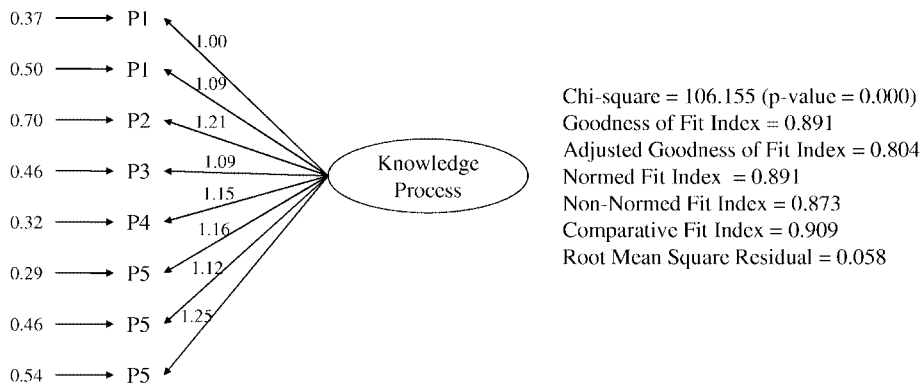 0.37 P1
1.00
0.50 P1
1.09
0.70 P2
1.21
0.46 P3
1.09
0.32 P4
1.15
0.29 P5
1.16
0.46 P5
1.12
0.54 P5
1.25
Knowledge
Process
Chi-square = 106.155 (p-value = 0.000)
Goodness of Fit Index = 0.891
Adjusted Goodness of Fit Index = 0.804
Normed Fit Index = 0.891
Non-Normed Fit Index = 0.873
Comparative Fit Index = 0.909
Root Mean Square Residual = 0.058